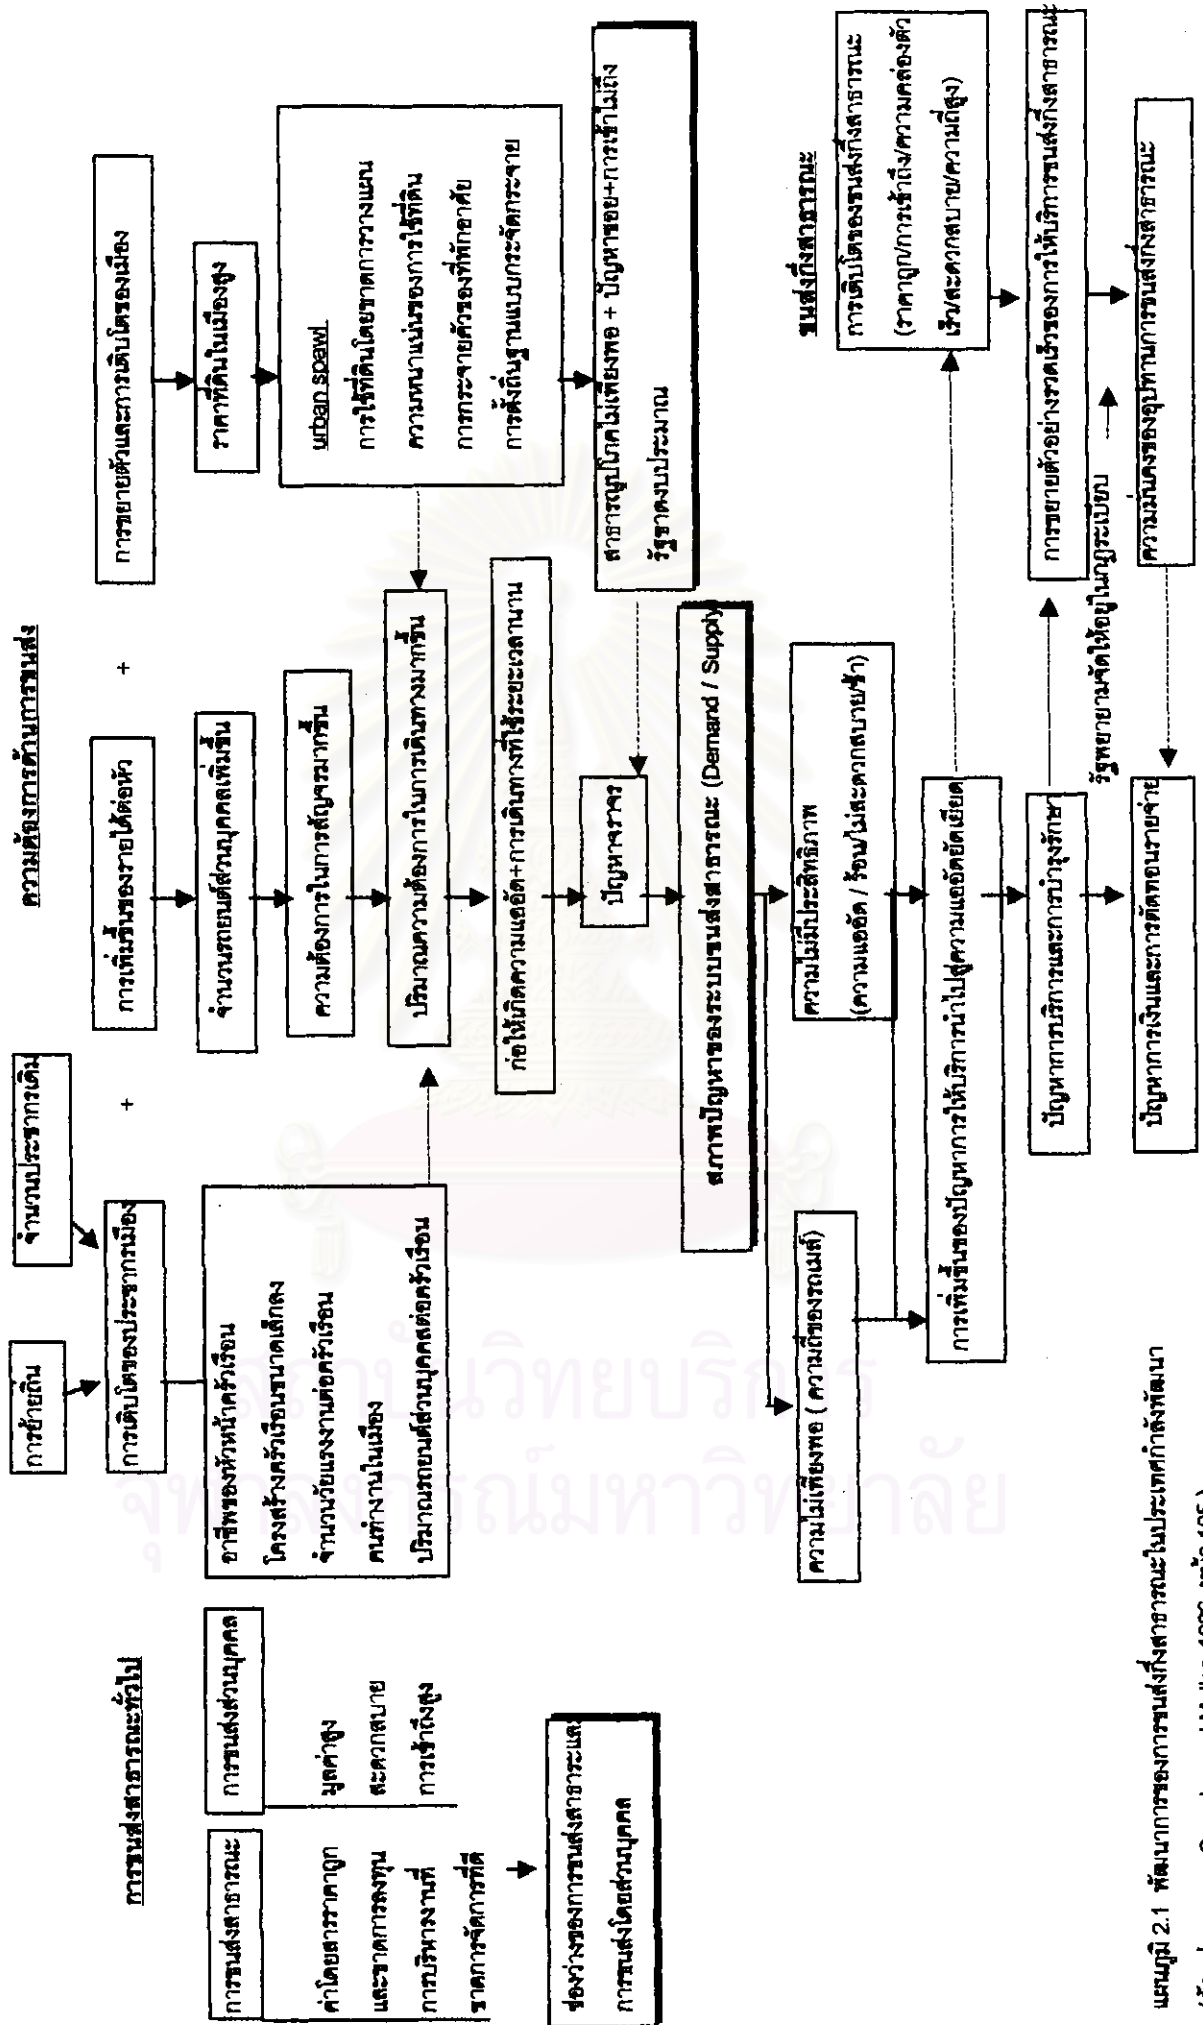 การขนส่งสาธารณะทั่วไป
การขนส่งสาธารณะ
ค่าโดยสารราคาถูก
และขาดการลงทุน
การบริหารงานที่
ขาดการจัดการที่ดี
การขนส่งส่วนบุคคล
มูลค่าสูง
สะดวกสบาย
การเข้าถึงสูง
ช่องว่างของการขนส่งสาธาระและ
การขนส่งโดยส่วนบุคคล
ความต้องการด้านการขนส่ง
การย้ายถิ่น
จำนวนประชากรเดิม
การเติบโตของประชากรเมือง
+
การเพิ่มขึ้นของรายได้ต่อหัว
+
การขยายตัวและการเติบโตของเมือง
อาชีพของหัวหน้าครัวเรือน
โครงสร้างครัวเรือนขนาดเล็กลง
จำนวนวัยแรงงานต่อครัวเรือน
คนทำงานในเมือง
ปริมาณรถยนต์ส่วนบุคคลต่อครัวเรือน
จำนวนรถยนต์ส่วนบุคคลเพิ่มขึ้น
ความต้องการในการสัญจรมากขึ้น
ปริมาณความต้องการในการเดินทางมากขึ้น
ก่อให้เกิดความแออัด+การเดินทางที่ใช้ระยะเวลานาน
ปัญหาจราจร
ราคาที่ดินในเมืองสูง
urban spawl
การใช้ที่ดินโดยขาดการวางแผน
ความหนาแน่นของการใช้ที่ดิน
การกระจายตัวของที่พักอาศัย
การตั้งถิ่นฐานแบบกระจัดกระจาย
สาธารณูปโภคไม่เพียงพอ + ปัญหาซอย+การเข้าไม่ถึง
รัฐขาดงบประมาณ
สภาพปัญหาของระบบขนส่งสาธารณะ (Demand / Supply)
ความไม่เพียงพอ ( ความถี่ของรถเมล์)
ความไม่มีประสิทธิภาพ
(ความแออัด / ร้อน/ไม่สะดวกสบาย/ช้า)
การเพิ่มขึ้นของปัญหาการให้บริการนำไปสู่ความแออัดยัดเยียด
ปัญหาการบริการและการบำรุงรักษา
ปัญหาการเงินและการตัดทอนรายจ่าย
ขนส่งกึ่งสาธารณะ
การเติบโตของขนส่งกึ่งสาธารณะ
(ราคาถูก/การเข้าถึง/ความคล่องตัว
เร็ว/สะดวกสบาย/ความถี่สูง)
การขยายตัวอย่างรวดเร็วของการให้บริการขนส่งกึ่งสาธารณะ
รัฐพยายามจัดให้อยู่ในกฎระเบียบ
ความมั่นคงของอุปทานการขนส่งกึ่งสาธารณะ
แผนภูมิ 2.1 พัฒนาการของการขนส่งกึ่งสาธารณะในประเทศกำลังพัฒนา